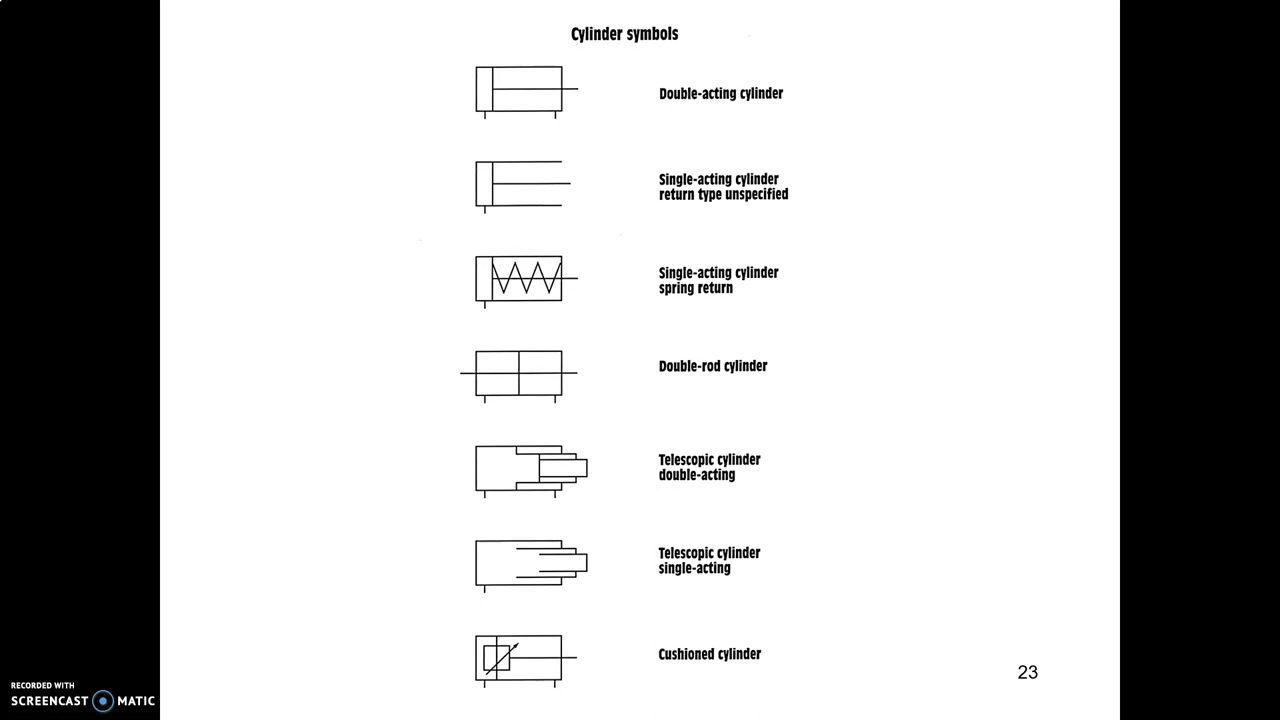 Cylinder symbols
Double-acting cylinder
Single-acting cylinder
return type unspecified
Single-acting cylinder
spring return
Double-rod cylinder
Telescopic cylinder
double-acting
Telescopic cylinder
single-acting
Cushioned cylinder
23
RECORDED WITH
SCREENCAST MATIC